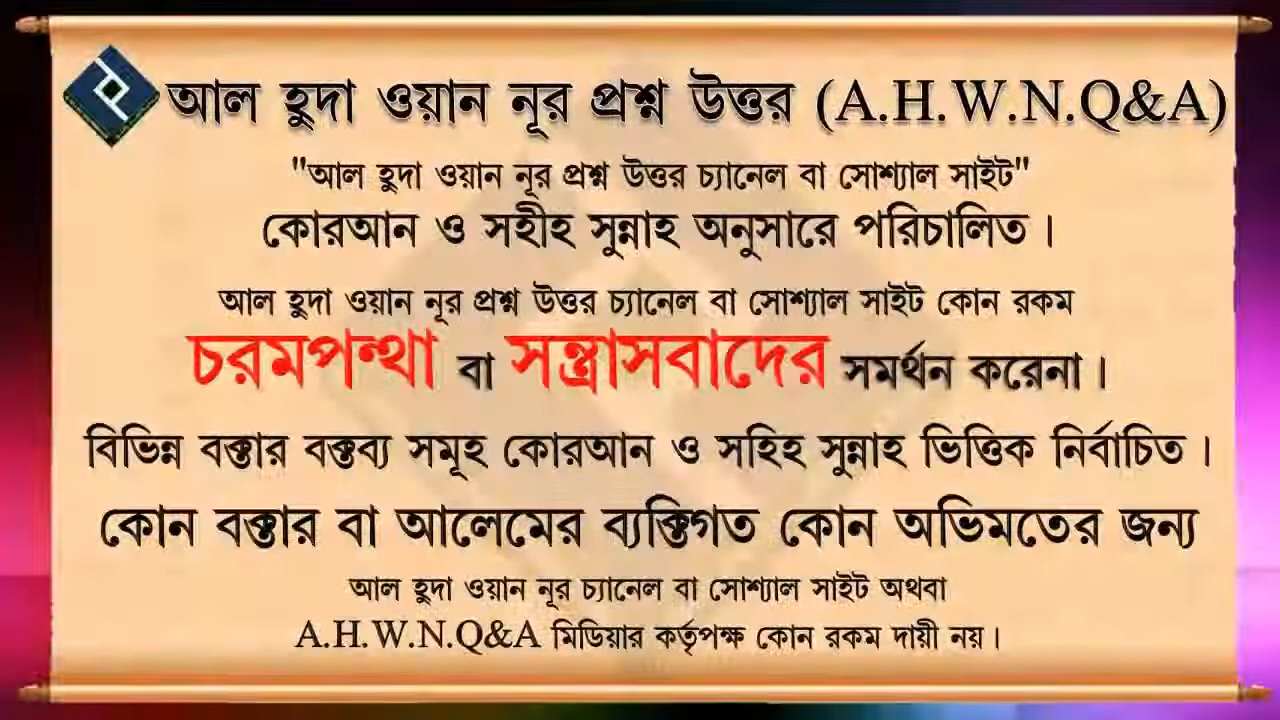 আল হুদা ওয়ান নূর প্রশ্ন উত্তর (A.H.W.N.Q&A)
"আল হুদা ওয়ান নূর প্রশ্ন উত্তর চ্যানেল বা সোশ্যাল সাইট"
কোরআন ও সহীহ সুন্নাহ অনুসারে পরিচালিত।
আল হুদা ওয়ান নূর প্রশ্ন উত্তর চ্যানেল বা সোশ্যাল সাইট কোন রকম
চরমপন্থা বা সন্ত্রাসবাদের সমর্থন করেনা।
বিভিন্ন বক্তার বক্তব্য সমূহ কোরআন ও সহিহ সুন্নাহ ভিত্তিক নির্বাচিত।
কোন বক্তার বা আলেমের ব্যক্তিগত কোন অভিমতের জন্য
আল হুদা ওয়ান নূর চ্যানেল বা সোশ্যাল সাইট অথবা
A.H.W.N.Q&A মিডিয়ার কর্তৃপক্ষ কোন রকম দায়ী নয়।